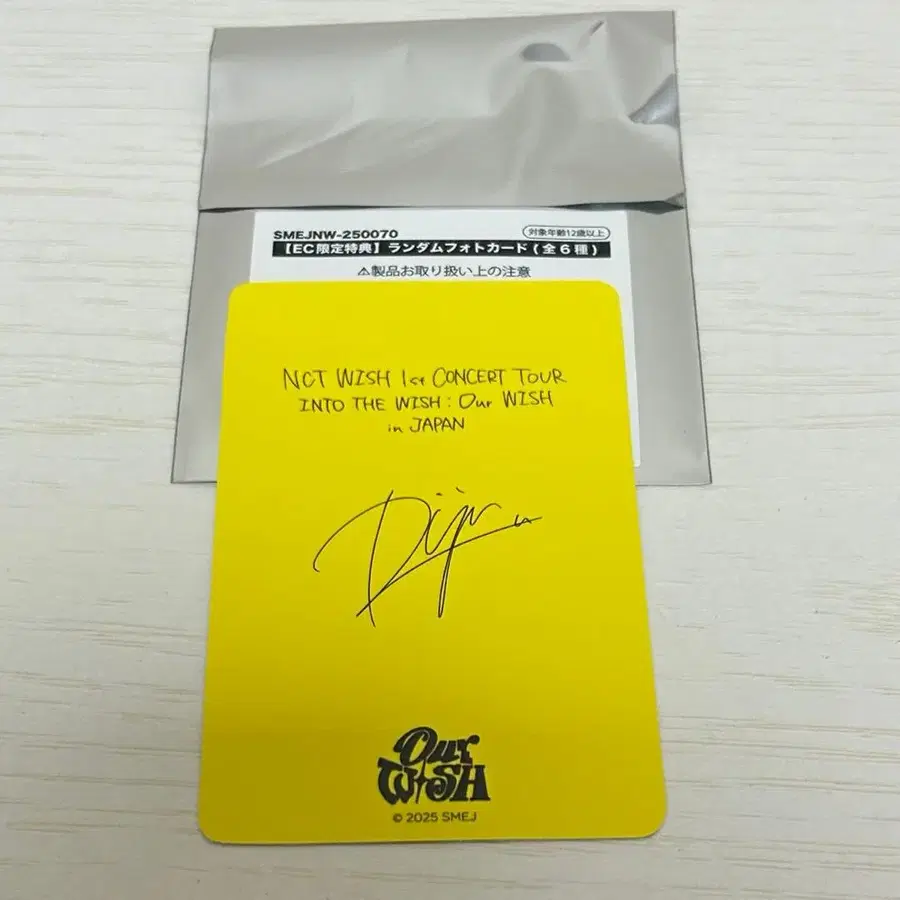 SMEJNW-250070
対象年齢12歳以上
【EC限定特典】ランダムフォトカード(全6種)
⚠製品お取り扱い上の注意
NCT WISH 1st CONCERT TOUR
INTO THE WISH : Our WISH
in JAPAN
Our
WISH
© 2025 SMEJ